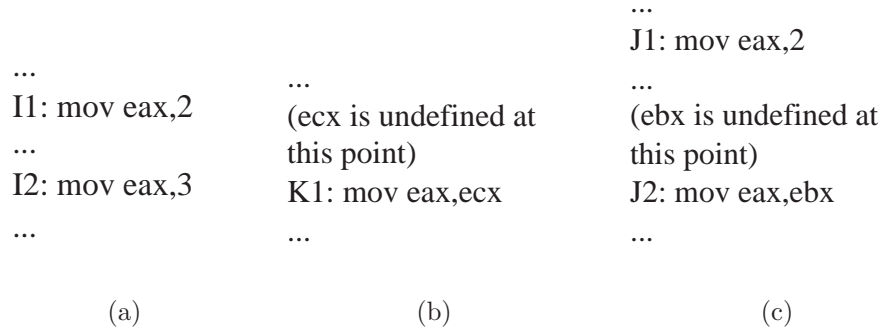 ...
I1: mov eax,2
...
I2: mov eax,3
...
(a)
...
(ecx is undefined at
this point)
K1: mov eax,ecx
...
(b)
...
J1: mov eax,2
...
(ebx is undefined at
this point)
J2: mov eax,ebx
...
(c)